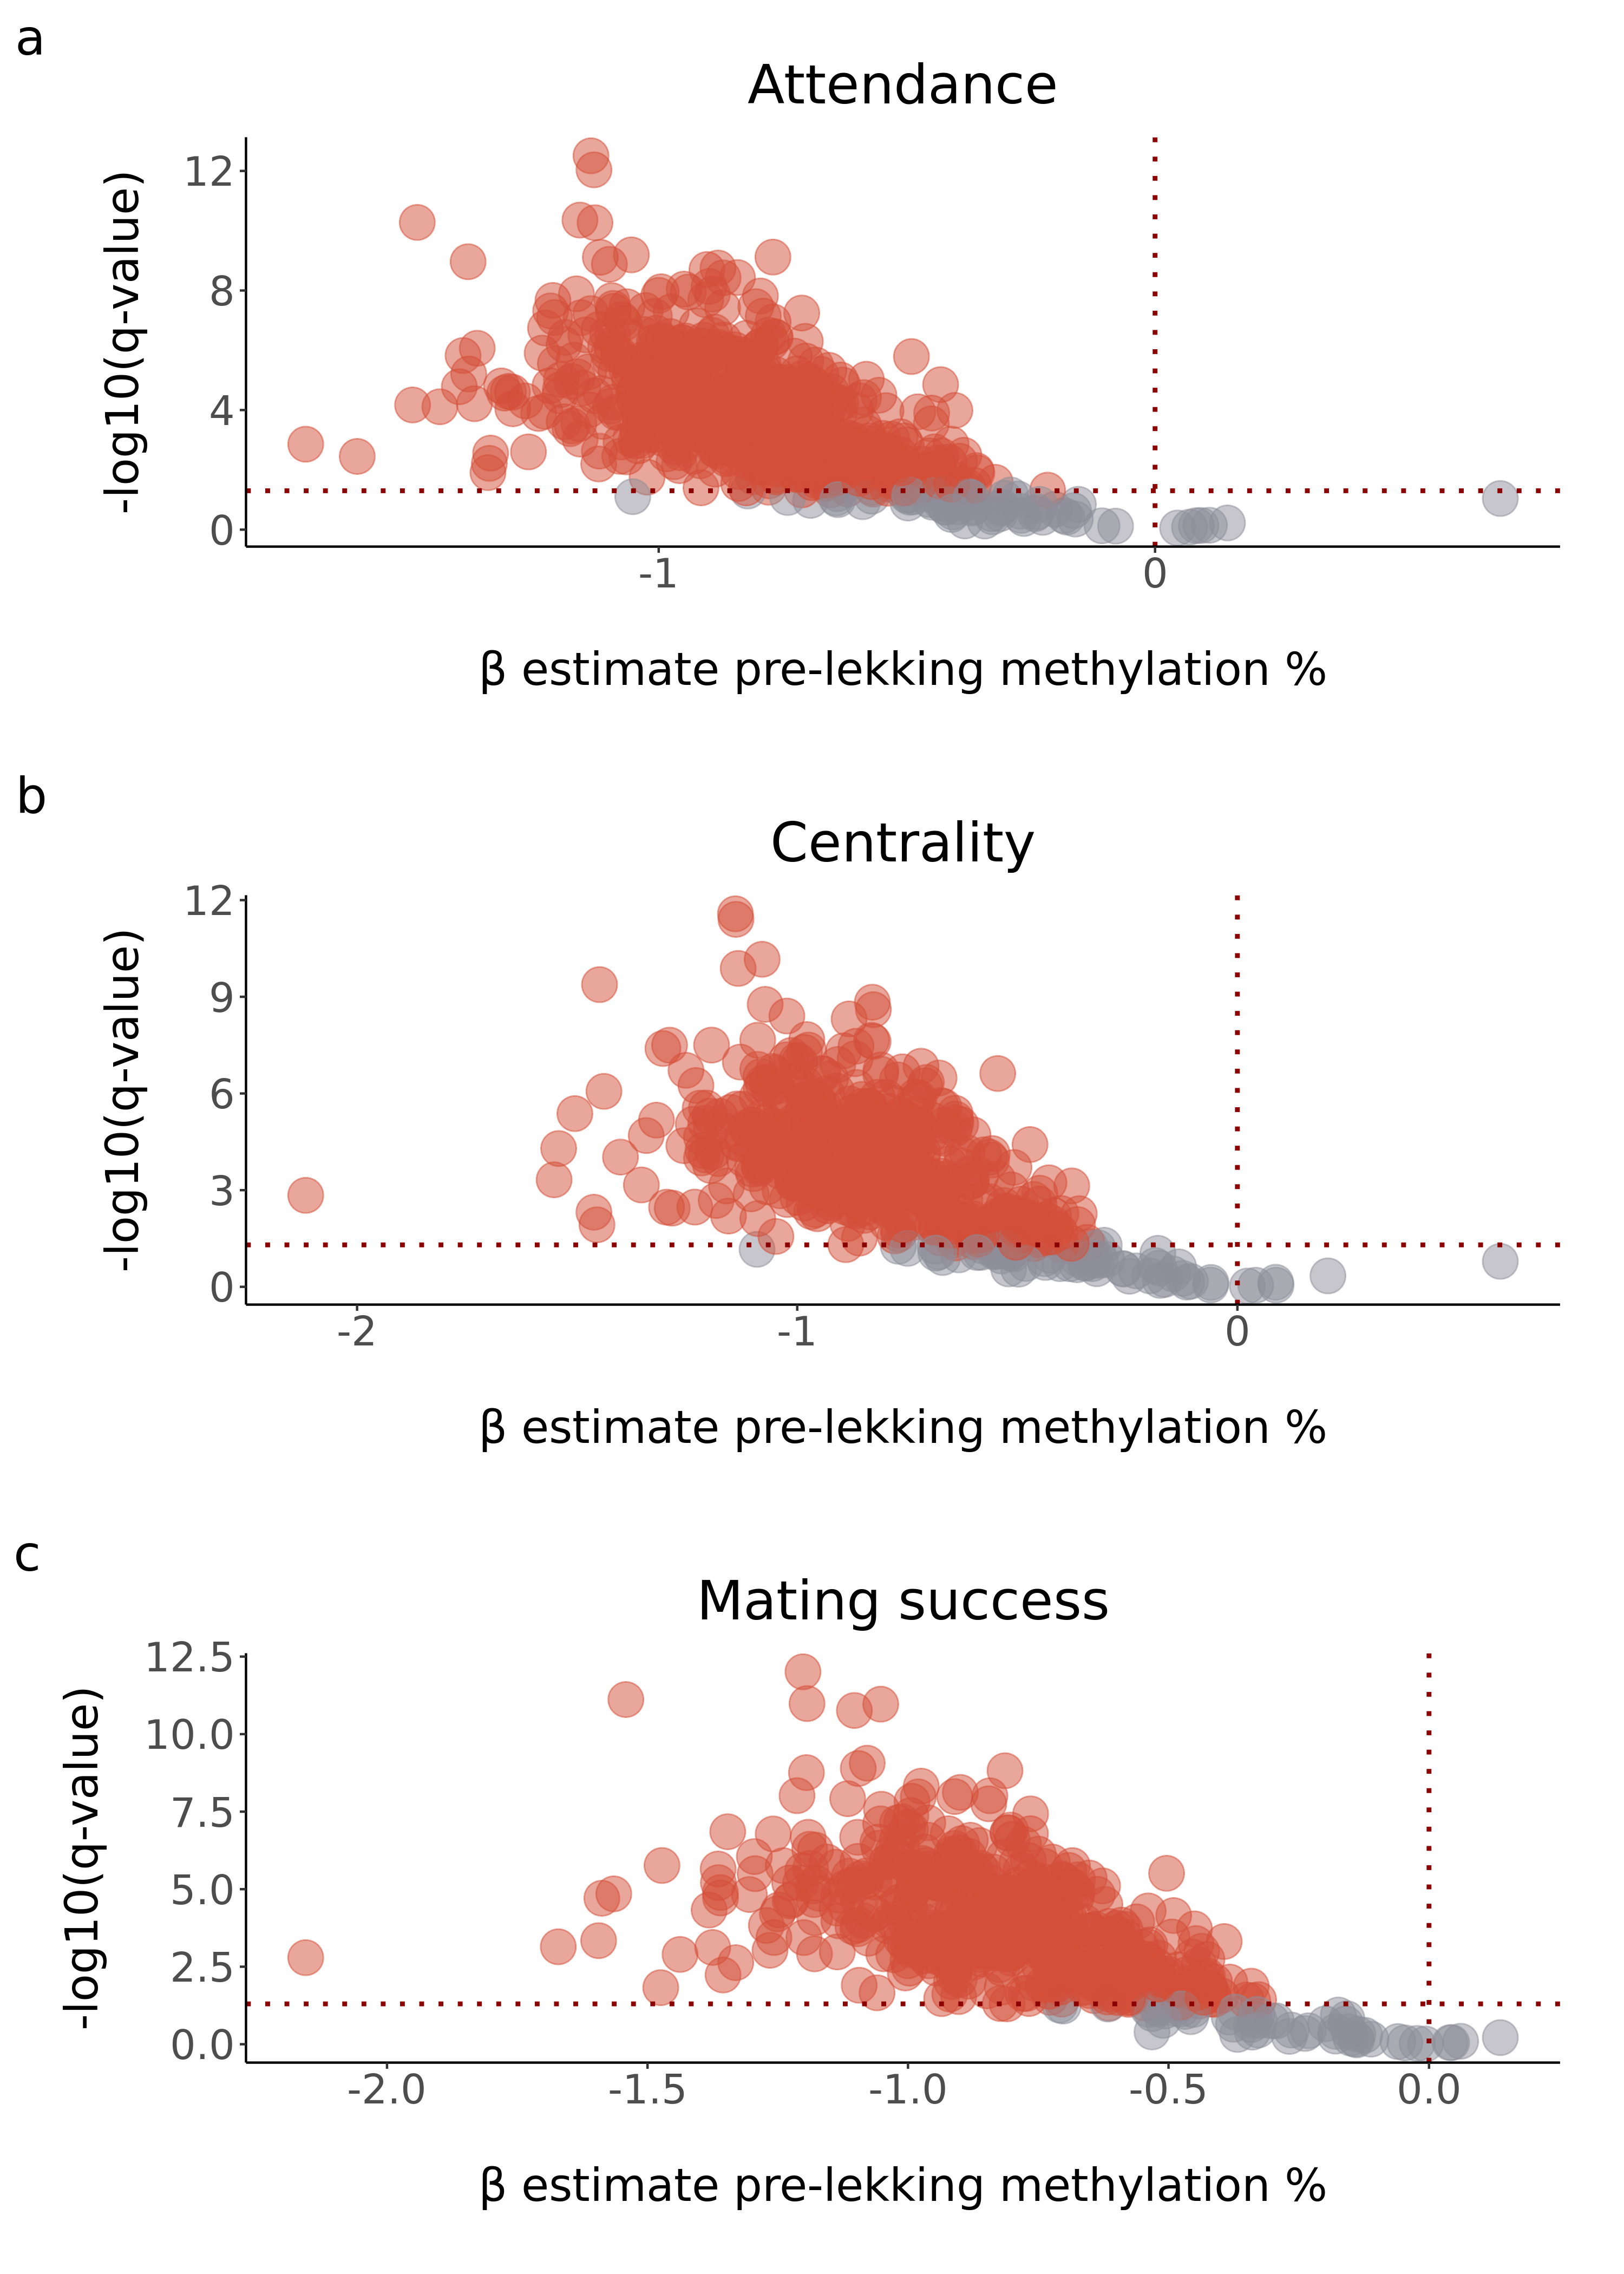 a
Attendance
-log10(q-value)
12
8
4
0
-1
0
β estimate pre-lekking methylation %
b
Centrality
-log10(q-value)
12
9
6
3
0
-2
-1
0
β estimate pre-lekking methylation %
c
Mating success
-log10(q-value)
12.5
10.0
7.5
5.0
2.5
0.0
-2.0
-1.5
-1.0
-0.5
0.0
β estimate pre-lekking methylation %